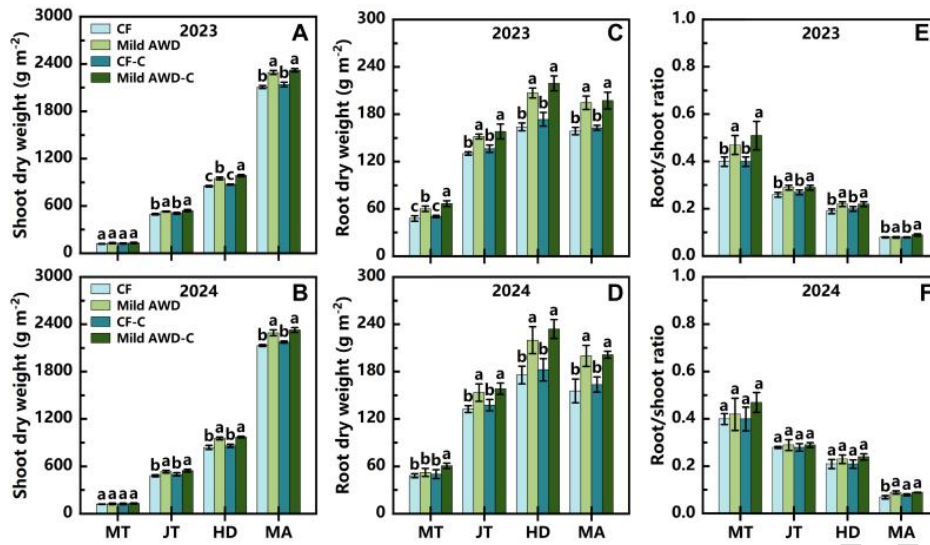 Shoot dry weight (g m⁻²)
3000
2400
1800
1200
600
0
2023
A
CF
Mild AWD
CF-C
Mild AWD-C
a a a a
b a b a
c b c a
b a b a
Root dry weight (g m⁻²)
300
240
180
120
60
0
2023
C
c b c a
b a b a
b a b a
b a b a
Root/shoot ratio
1.0
0.8
0.6
0.4
0.2
0.0
2023
E
b a b a
b a b a
b a b a
b a b a
Shoot dry weight (g m⁻²)
3000
2400
1800
1200
600
0
2024
B
CF
Mild AWD
CF-C
Mild AWD-C
a a a a
b a b a
b a b a
b a b a
MT JT HD MA
Root dry weight (g m⁻²)
300
240
180
120
60
0
2024
D
b b b a
b a b a
b a b a
b a b a
MT JT HD MA
Root/shoot ratio
1.0
0.8
0.6
0.4
0.2
0.0
2024
F
a a a a
a a a a
a a a a
b a a a
MT JT HD MA